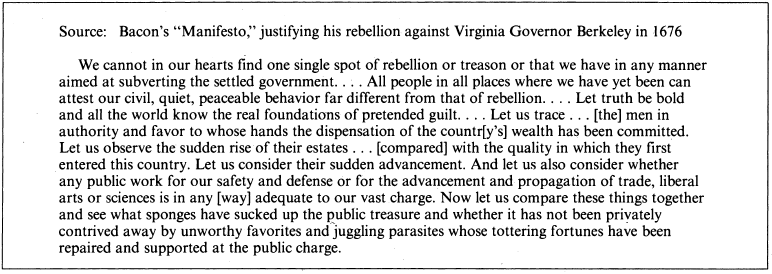 Source: Bacon's "Manifesto," justifying his rebellion against Virginia Governor Berkeley in 1676
We cannot in our hearts find one single spot of rebellion or treason or that we have in any manner
aimed at subverting the settled government. . . . All people in all places where we have yet been can
attest our civil, quiet, peaceable behavior far different from that of rebellion. . . . Let truth be bold
and all the world know the real foundations of pretended guilt. . . . Let us trace . . . [the] men in
authority and favor to whose hands the dispensation of the countr[y's] wealth has been committed.
Let us observe the sudden rise of their estates . . . [compared] with the quality in which they first
entered this country. Let us consider their sudden advancement. And let us also consider whether
any public work for our safety and defense or for the advancement and propagation of trade, liberal
arts or sciences is in any [way] adequate to our vast charge. Now let us compare these things together
and see what sponges have sucked up the public treasure and whether it has not been privately
contrived away by unworthy favorites and juggling parasites whose tottering fortunes have been
repaired and supported at the public charge.